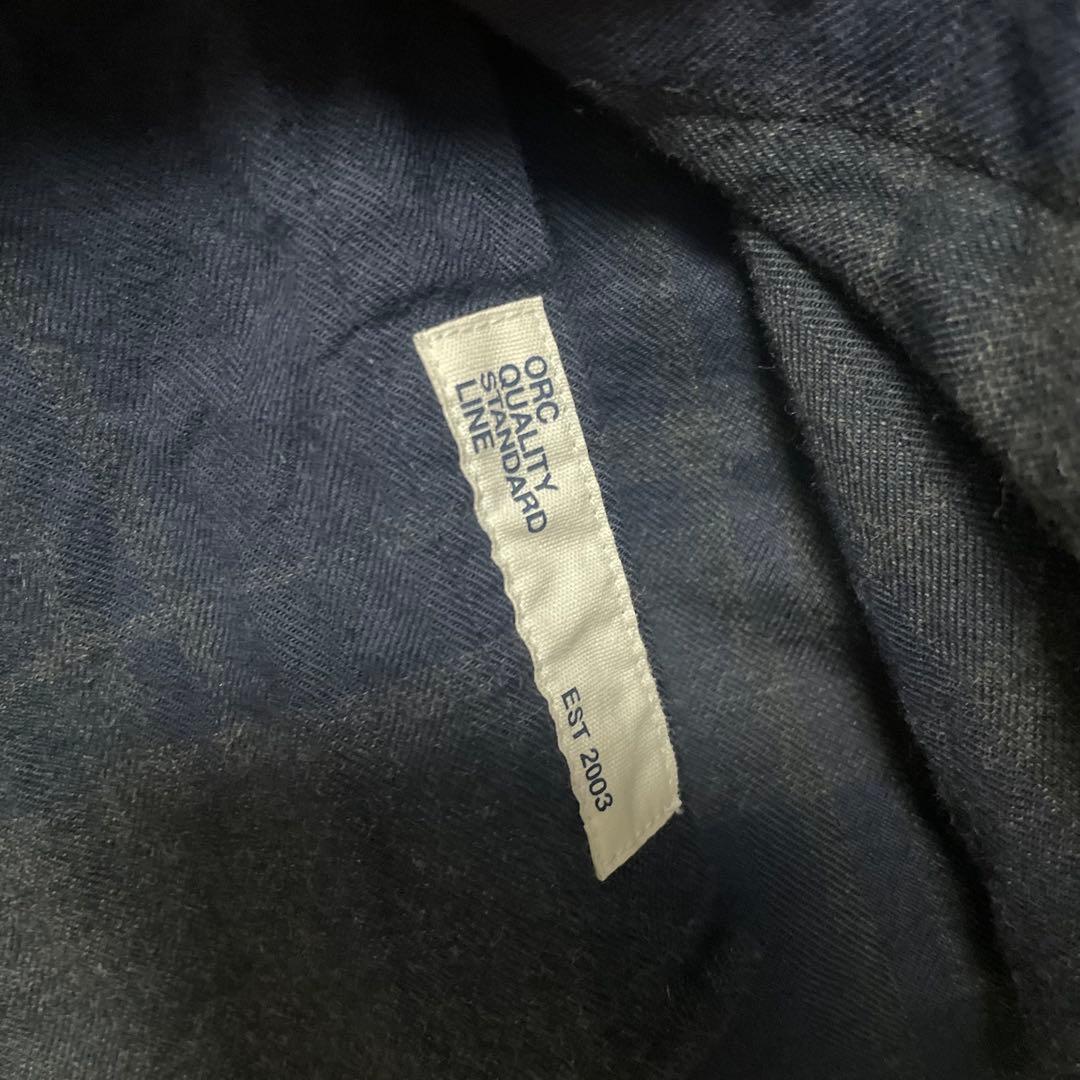 ORC
QUALITY
STANDARD
LINE
EST 2003